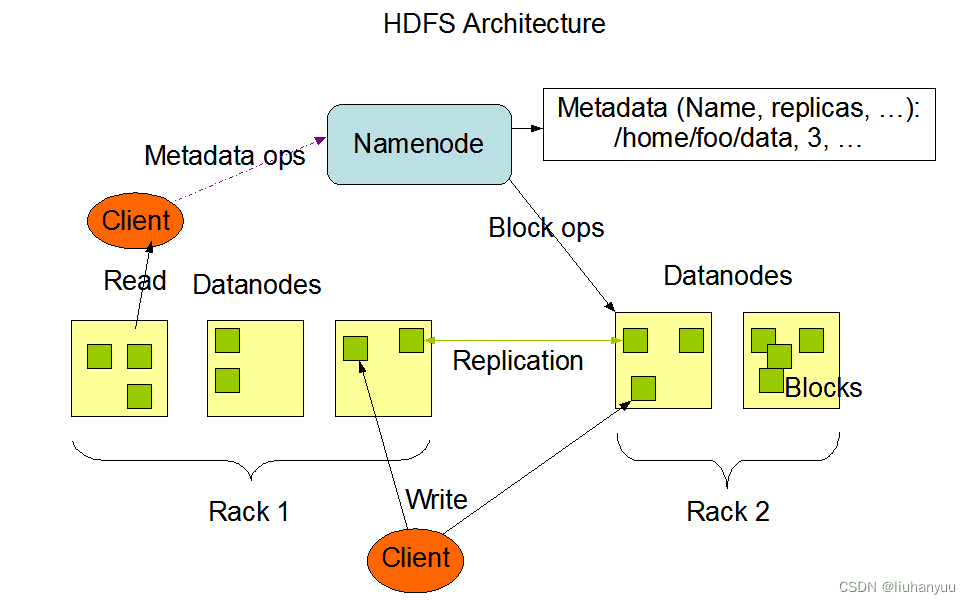 HDFS Architecture
Metadata (Name, replicas, …):
/home/foo/data, 3, …
Namenode
Metadata ops
Client
Block ops
Read
Datanodes
Datanodes
Replication
Blocks
Rack 1
Write
Rack 2
Client
CSDN @liuhanyuu